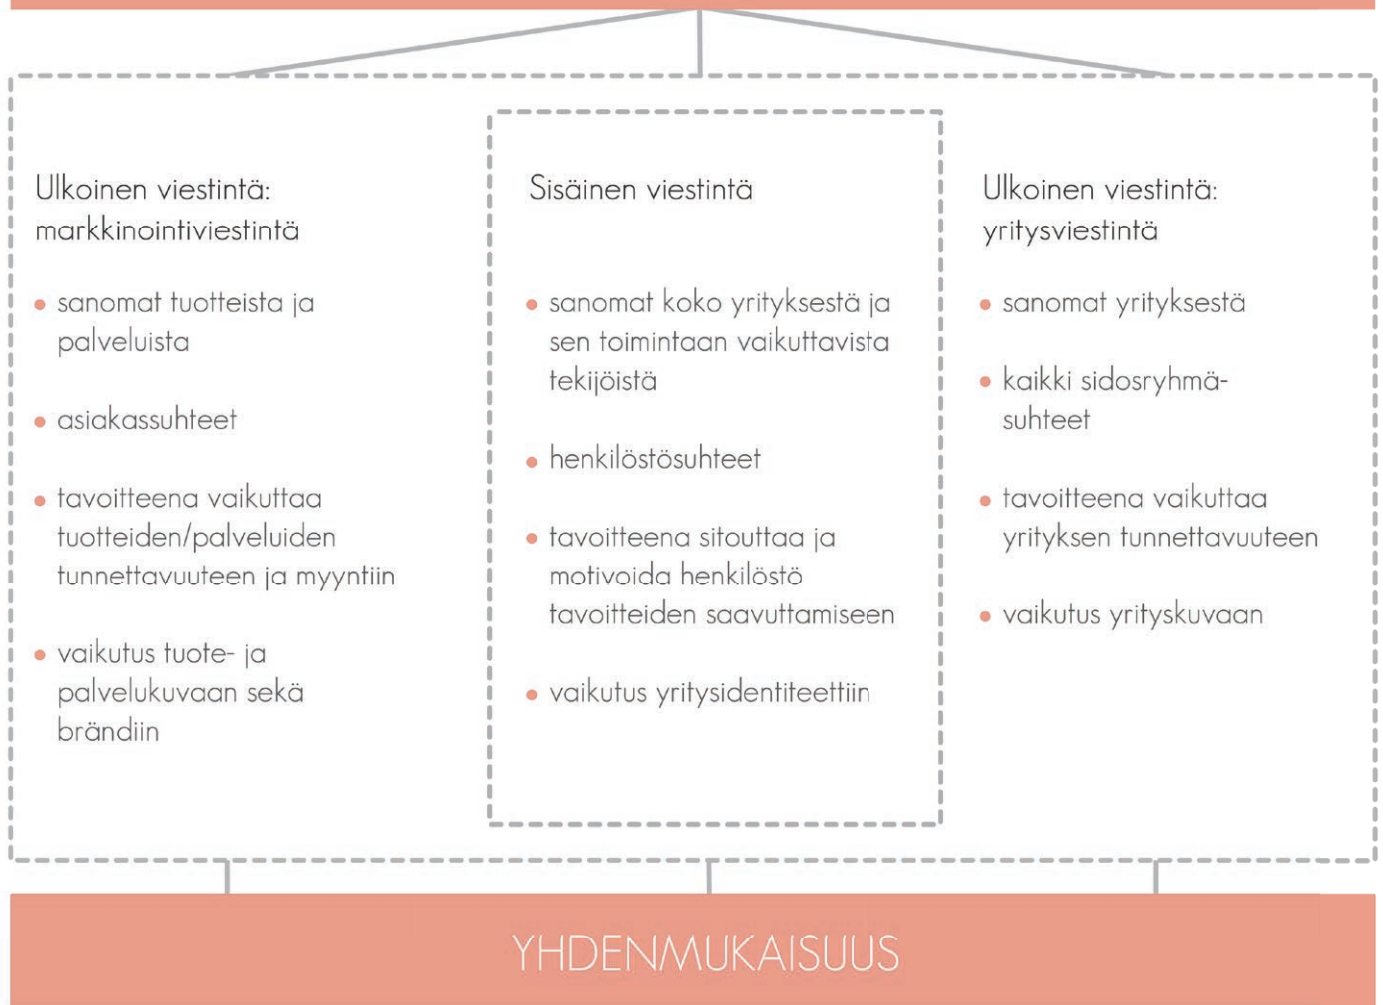 Ulkoinen viestintä:
markkinointiviestintä
• sanomat tuotteista ja
palveluista
• asiakassuhteet
• tavoitteena vaikuttaa
tuotteiden/palveluiden
tunnettavuuteen ja myyntiin
• vaikutus tuote- ja
palvelukuvaan sekä
brändiin
Sisäinen viestintä
• sanomat koko yrityksestä ja
sen toimintaan vaikuttavista
tekijöistä
• henkilöstösuhteet
• tavoitteena sitouttaa ja
motivoida henkilöstö
tavoitteiden saavuttamiseen
• vaikutus yritysidentiteettiin
Ulkoinen viestintä:
yritysviestintä
• sanomat yrityksestä
• kaikki sidosryhmä-
suhteet
• tavoitteena vaikuttaa
yrityksen tunnettavuuteen
• vaikutus yrityskuvaan
YHDENMUKAISUUS